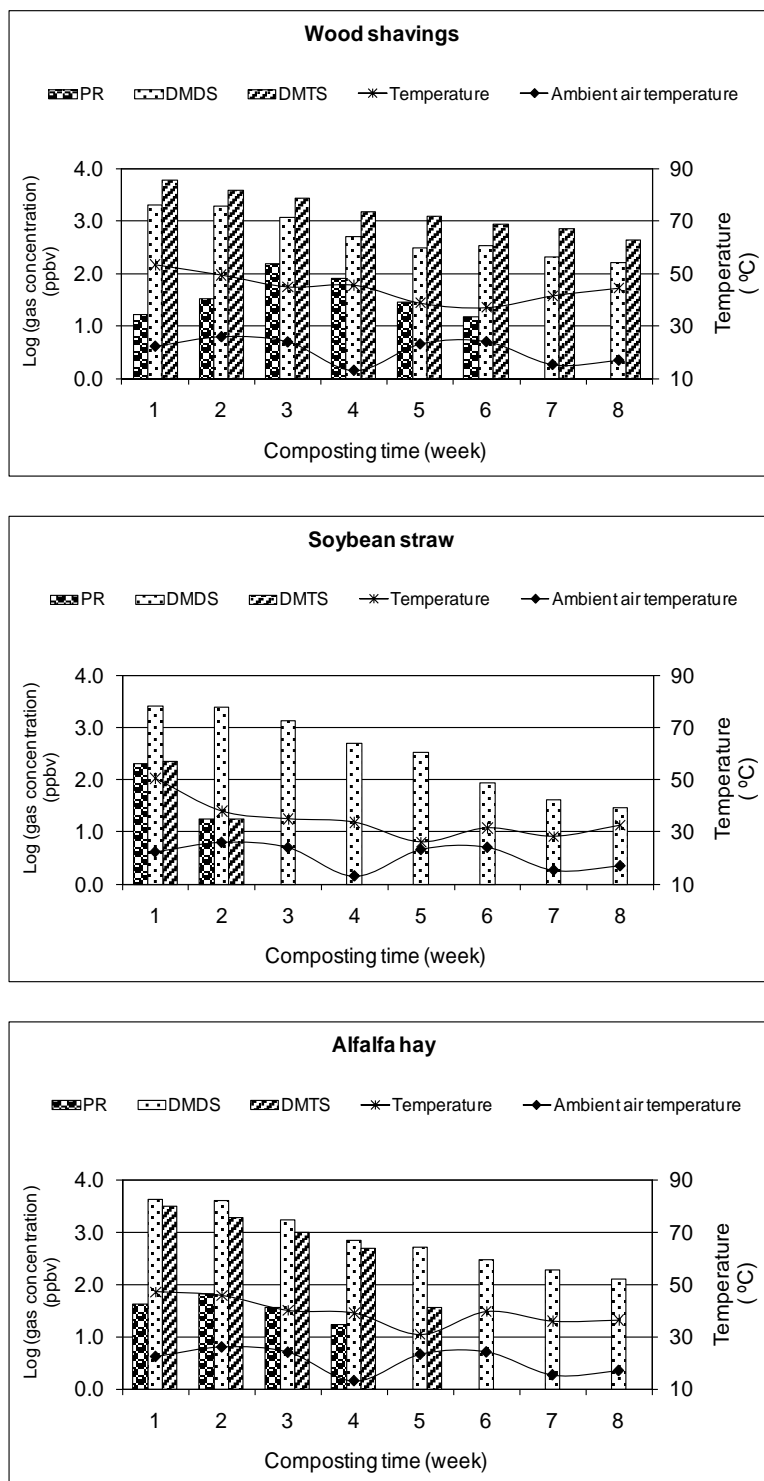 Wood shavings
PR DMDS DMTS Temperature Ambient air temperature
4.0 90
3.0 70
2.0 50
1.0 30
0.0 10
Log (gas concentration)
(ppbv)
Temperature
( ºC)
1 2 3 4 5 6 7 8
Composting time (week)
Soybean straw
PR DMDS DMTS Temperature Ambient air temperature
4.0 90
3.0 70
2.0 50
1.0 30
0.0 10
Log (gas concentration)
(ppbv)
Temperature
( ºC)
1 2 3 4 5 6 7 8
Composting time (week)
Alfalfa hay
PR DMDS DMTS Temperature Ambient air temperature
4.0 90
3.0 70
2.0 50
1.0 30
0.0 10
Log (gas concentration)
(ppbv)
Temperature
( ºC)
1 2 3 4 5 6 7 8
Composting time (week)